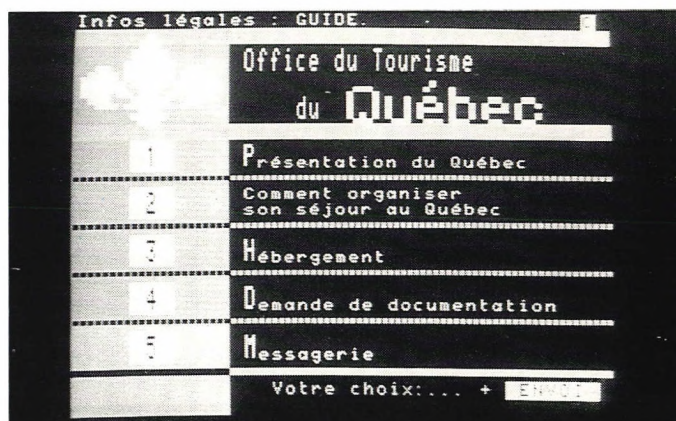 Infos légales : GUIDE. C
Office du Tourisme
du Québec
1 Présentation du Québec
2 Comment organiser
son séjour au Québec
3 Hébergement
4 Demande de documentation
5 Messagerie
Votre choix:... + ENVOI